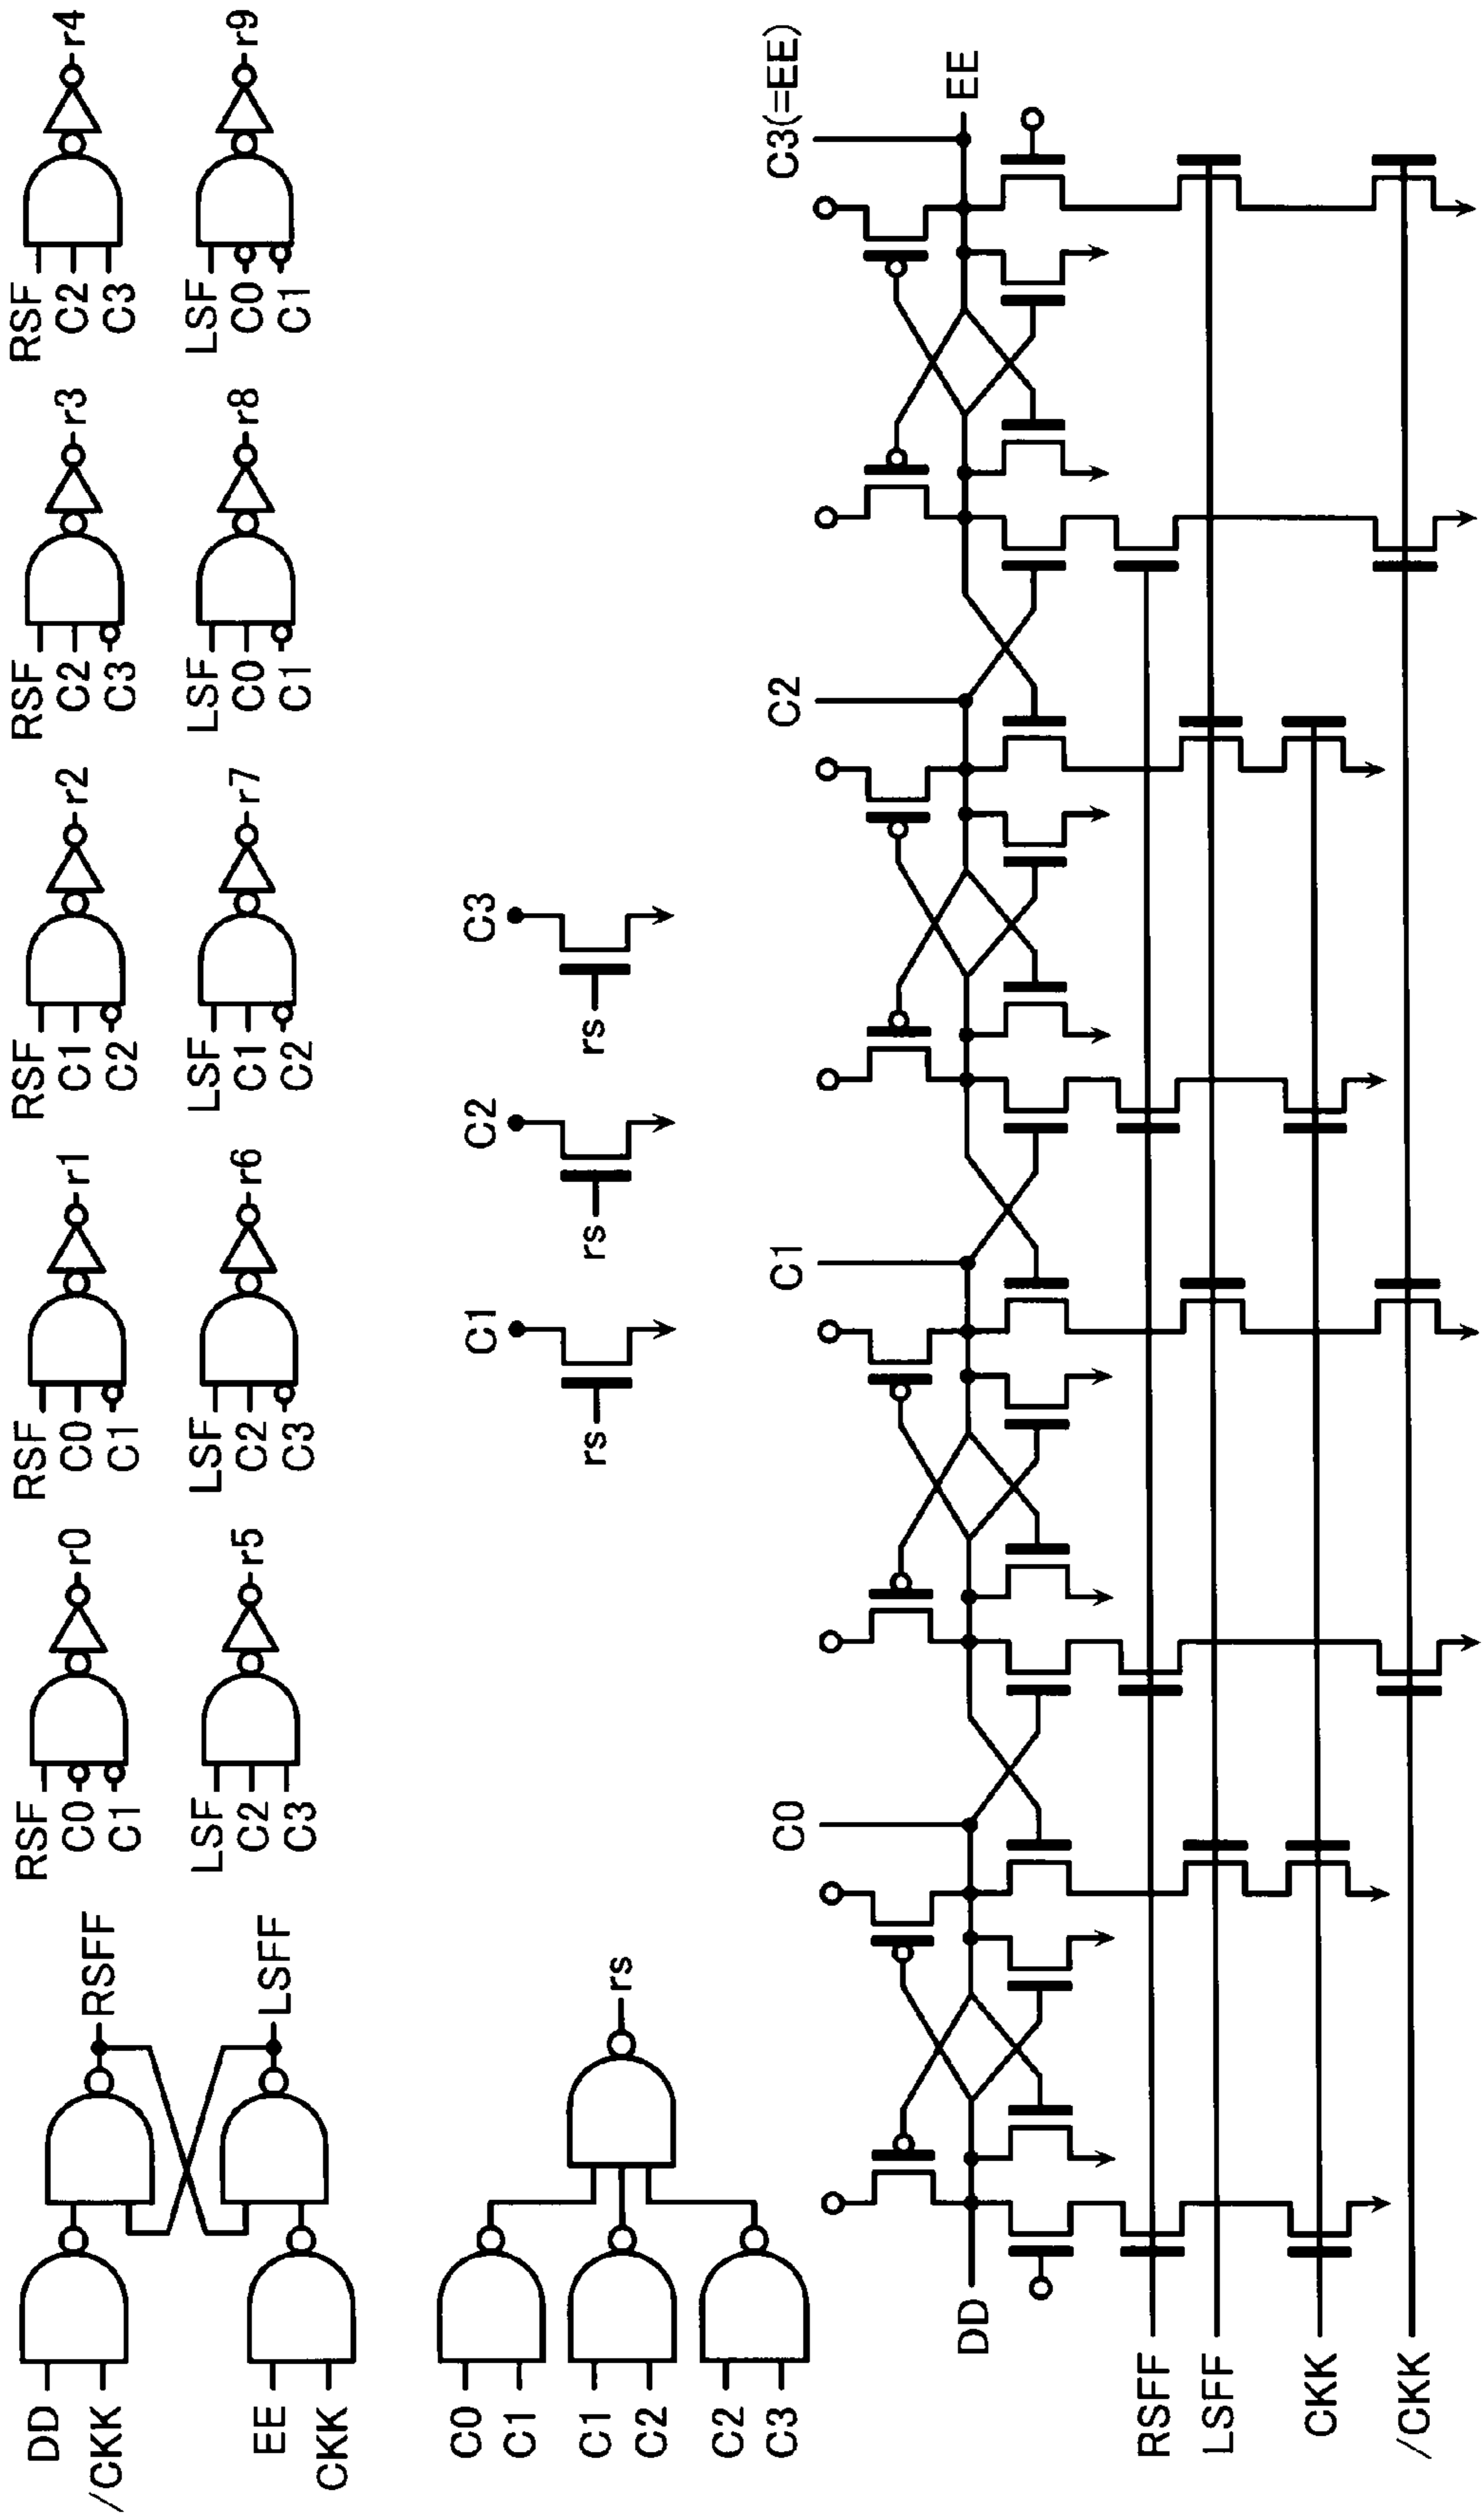 DD
/CKK
RSFF
RSF
C0
C1
r0
RSF
C0
C1
r1
RSF
C1
C2
r2
RSF
C2
C3
r3
RSF
C2
C3
r4
EE
CKK
LSFF
LSF
C2
C3
r5
LSF
C2
C3
r6
LSF
C1
C2
r7
LSF
C0
C1
r8
LSF
C0
C1
r9
C0
C1
C1
C2
C2
C3
rs
C1
rs
C2
rs
C3
rs
C0
C1
C2
C3(=EE)
DD
EE
RSFF
LSFF
CKK
/CKK